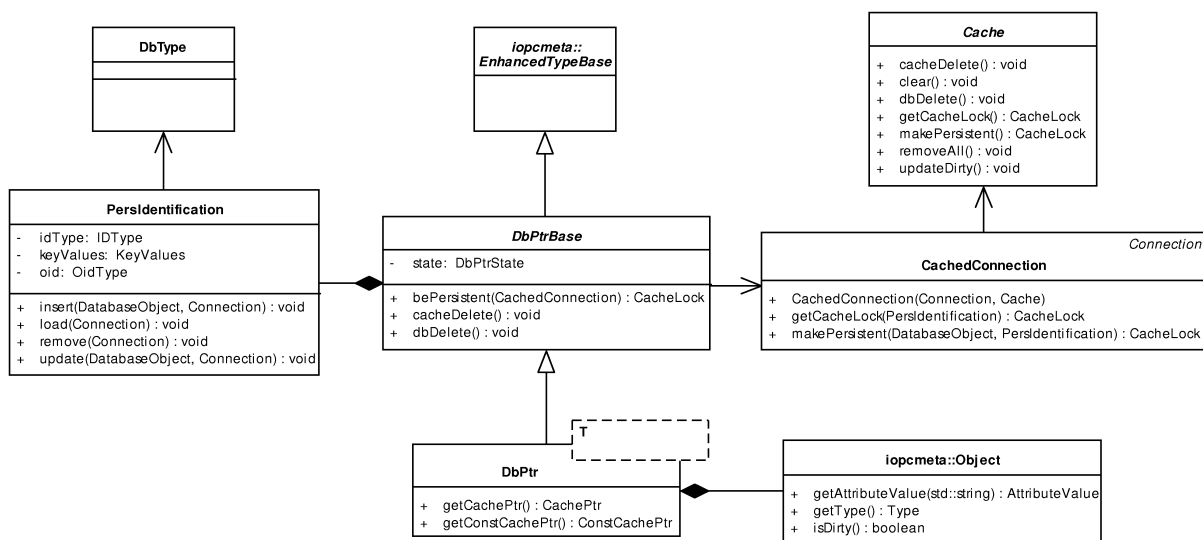 DbType
iopcmeta::
EnhancedTypeBase
Cache
+ cacheDelete() : void
+ clear() : void
+ dbDelete() : void
+ getCacheLock() : CacheLock
+ makePersistent() : CacheLock
+ removeAll() : void
+ updateDirty() : void
PersIdentification
- idType: IDType
- keyValues: KeyValues
- oid: OidType
+ insert(DatabaseObject, Connection) : void
+ load(Connection) : void
+ remove(Connection) : void
+ update(DatabaseObject, Connection) : void
DbPtrBase
- state: DbPtrState
+ bePersistent(CachedConnection) : CacheLock
+ cacheDelete() : void
+ dbDelete() : void
Connection
CachedConnection
+ CachedConnection(Connection, Cache)
+ getCacheLock(PersIdentification) : CacheLock
+ makePersistent(DatabaseObject, PersIdentification) : CacheLock
T
DbPtr
+ getCachePtr() : CachePtr
+ getConstCachePtr() : ConstCachePtr
iopcmeta::Object
+ getAttributeValue(std::string) : AttributeValue
+ getType() : Type
+ isDirty() : boolean